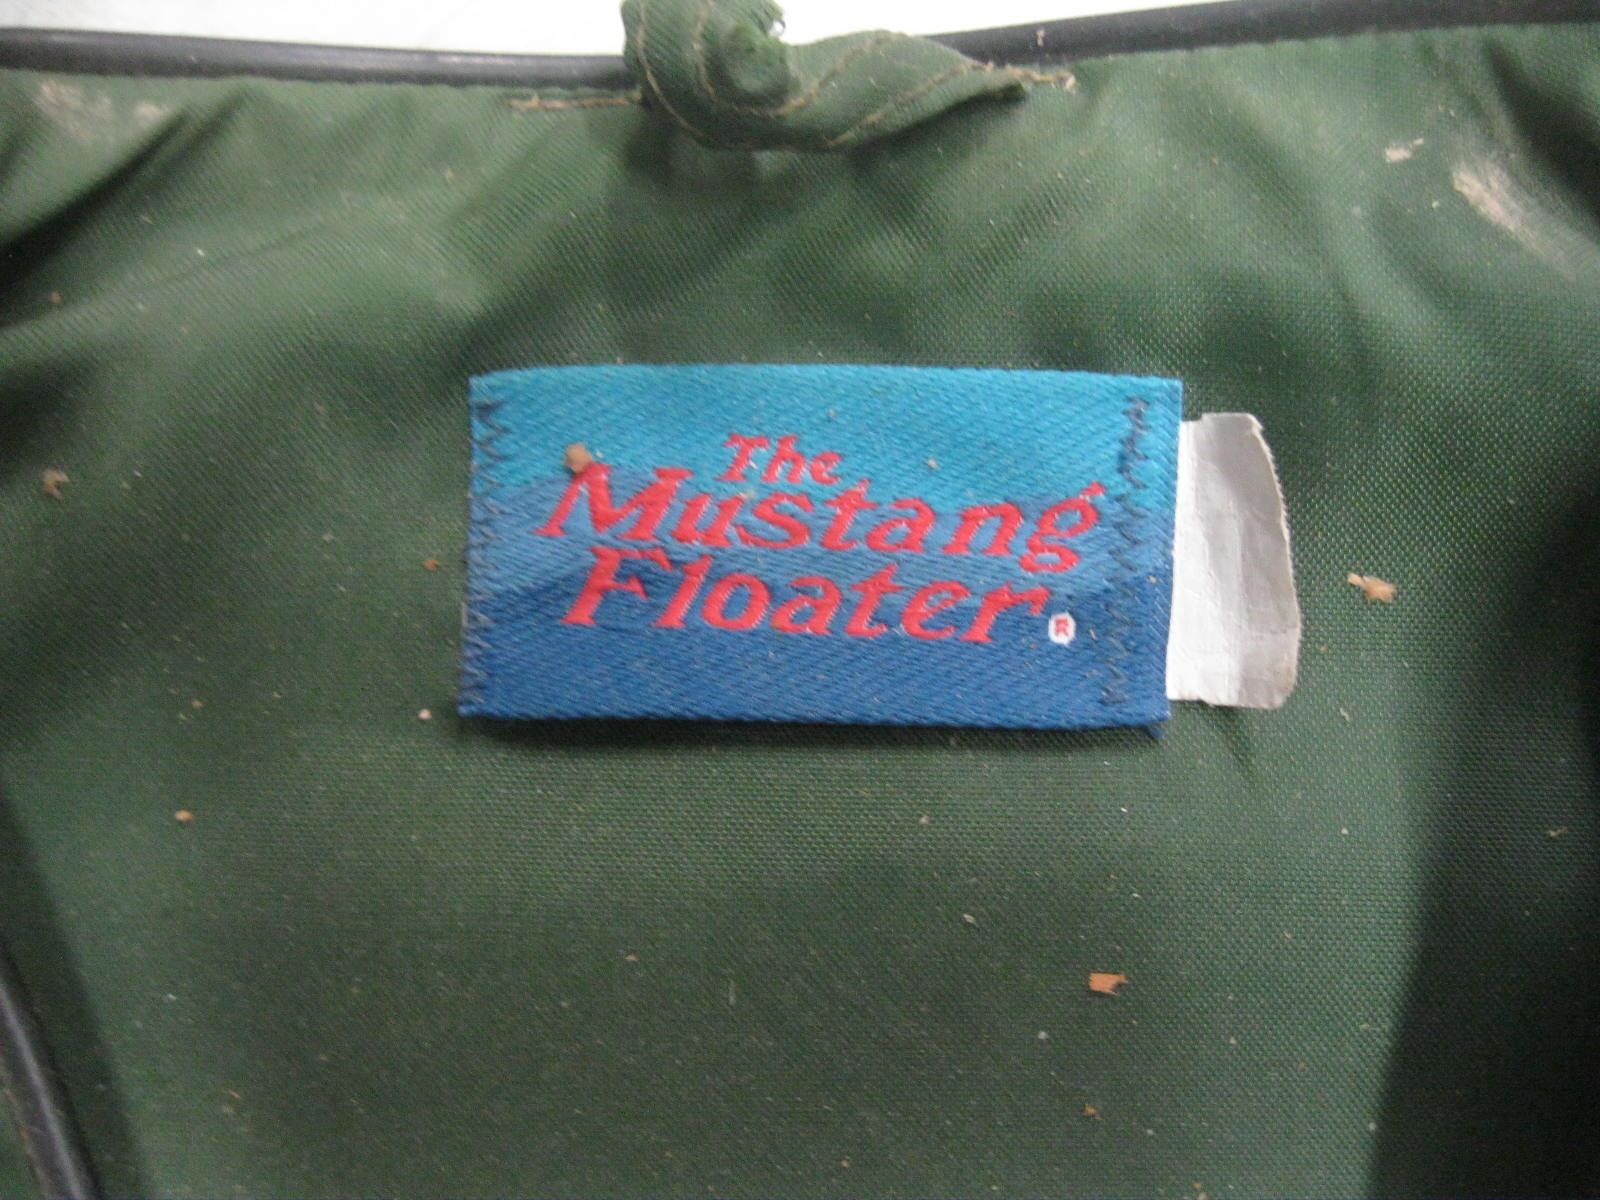 The
Mustang
Floater®